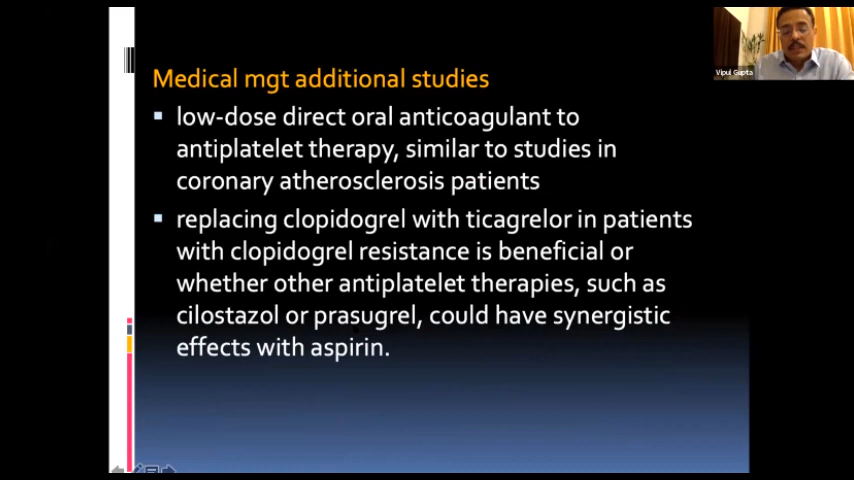 Medical mgt additional studies
low-dose direct oral anticoagulant to
antiplatelet therapy, similar to studies in
coronary atherosclerosis patients
replacing clopidogrel with ticagrelor in patients
with clopidogrel resistance is beneficial or
whether other antiplatelet therapies, such as
cilostazol or prasugrel, could have synergistic
effects with aspirin.
Vipul Gupta